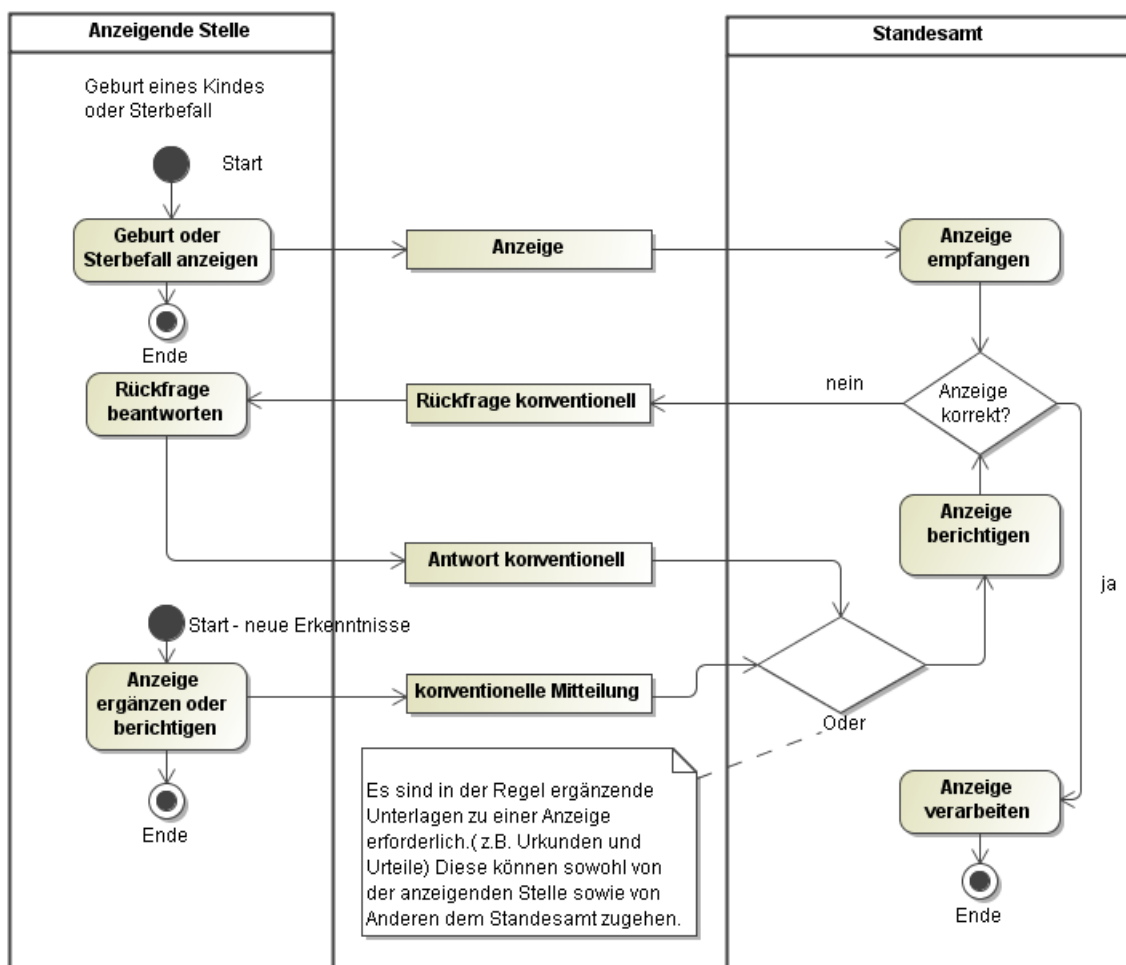 Anzeigende Stelle
Standesamt
Geburt eines Kindes
oder Sterbefall
Start
Geburt oder
Sterbefall anzeigen
Anzeige
Anzeige
empfangen
Ende
Rückfrage
beantworten
Rückfrage konventionell
nein
Anzeige
korrekt?
Anzeige
berichtigen
Antwort konventionell
ja
Start - neue Erkenntnisse
Anzeige
ergänzen oder
berichtigen
konventionelle Mitteilung
Oder
Ende
Es sind in der Regel ergänzende
Unterlagen zu einer Anzeige
erforderlich.( z.B. Urkunden und
Urteile) Diese können sowohl von
der anzeigenden Stelle sowie von
Anderen dem Standesamt zugehen.
Anzeige
verarbeiten
Ende